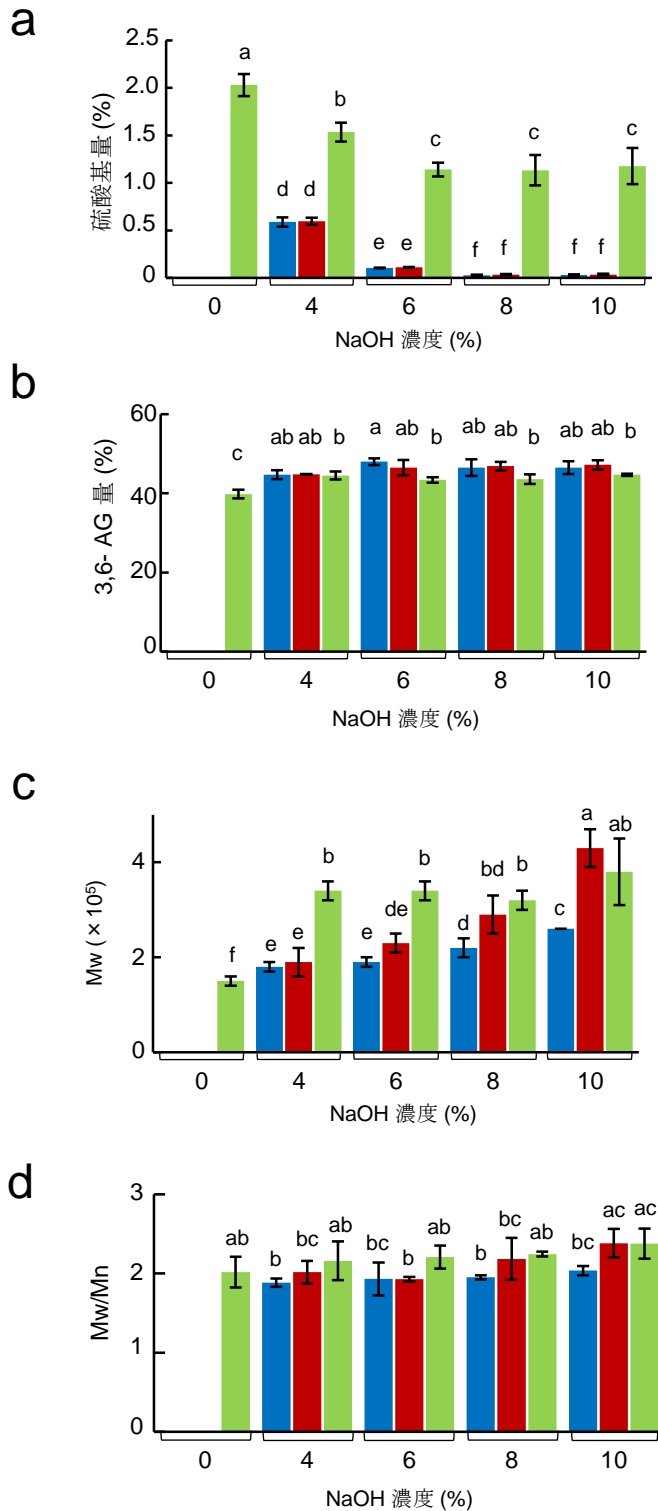 a
硫酸基量 (%)
2.5
2.0
1.5
1.0
0.5
0
a
d d b
e e c
f f c
f f c
0 4 6 8 10
NaOH 濃度 (%)
b
3,6- AG 量 (%)
60
40
20
0
c
ab ab b
a ab b
ab ab b
ab ab b
0 4 6 8 10
NaOH 濃度 (%)
c
Mw (×10⁵)
4
2
0
f
e e b
e de b
d bd b
c a ab
0 4 6 8 10
NaOH 濃度 (%)
d
Mw/Mn
3
2
1
0
ab
b bc ab
bc b ab
b bc ab
bc ac ac
0 4 6 8 10
NaOH 濃度 (%)